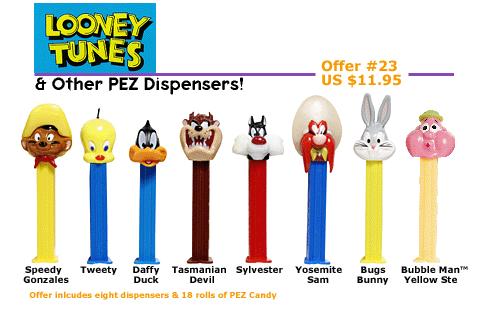 LOONEY
TUNES
& Other PEZ Dispensers!
Offer #23
US $11.95
Speedy
Gonzales
Tweety
Daffy
Duck
Tasmanian
Devil
Sylvester
Yosemite
Sam
Bugs
Bunny
Bubble Man™
Yellow Ste
Offer inlcudes eight dispensers & 18 rolls of PEZ Candy